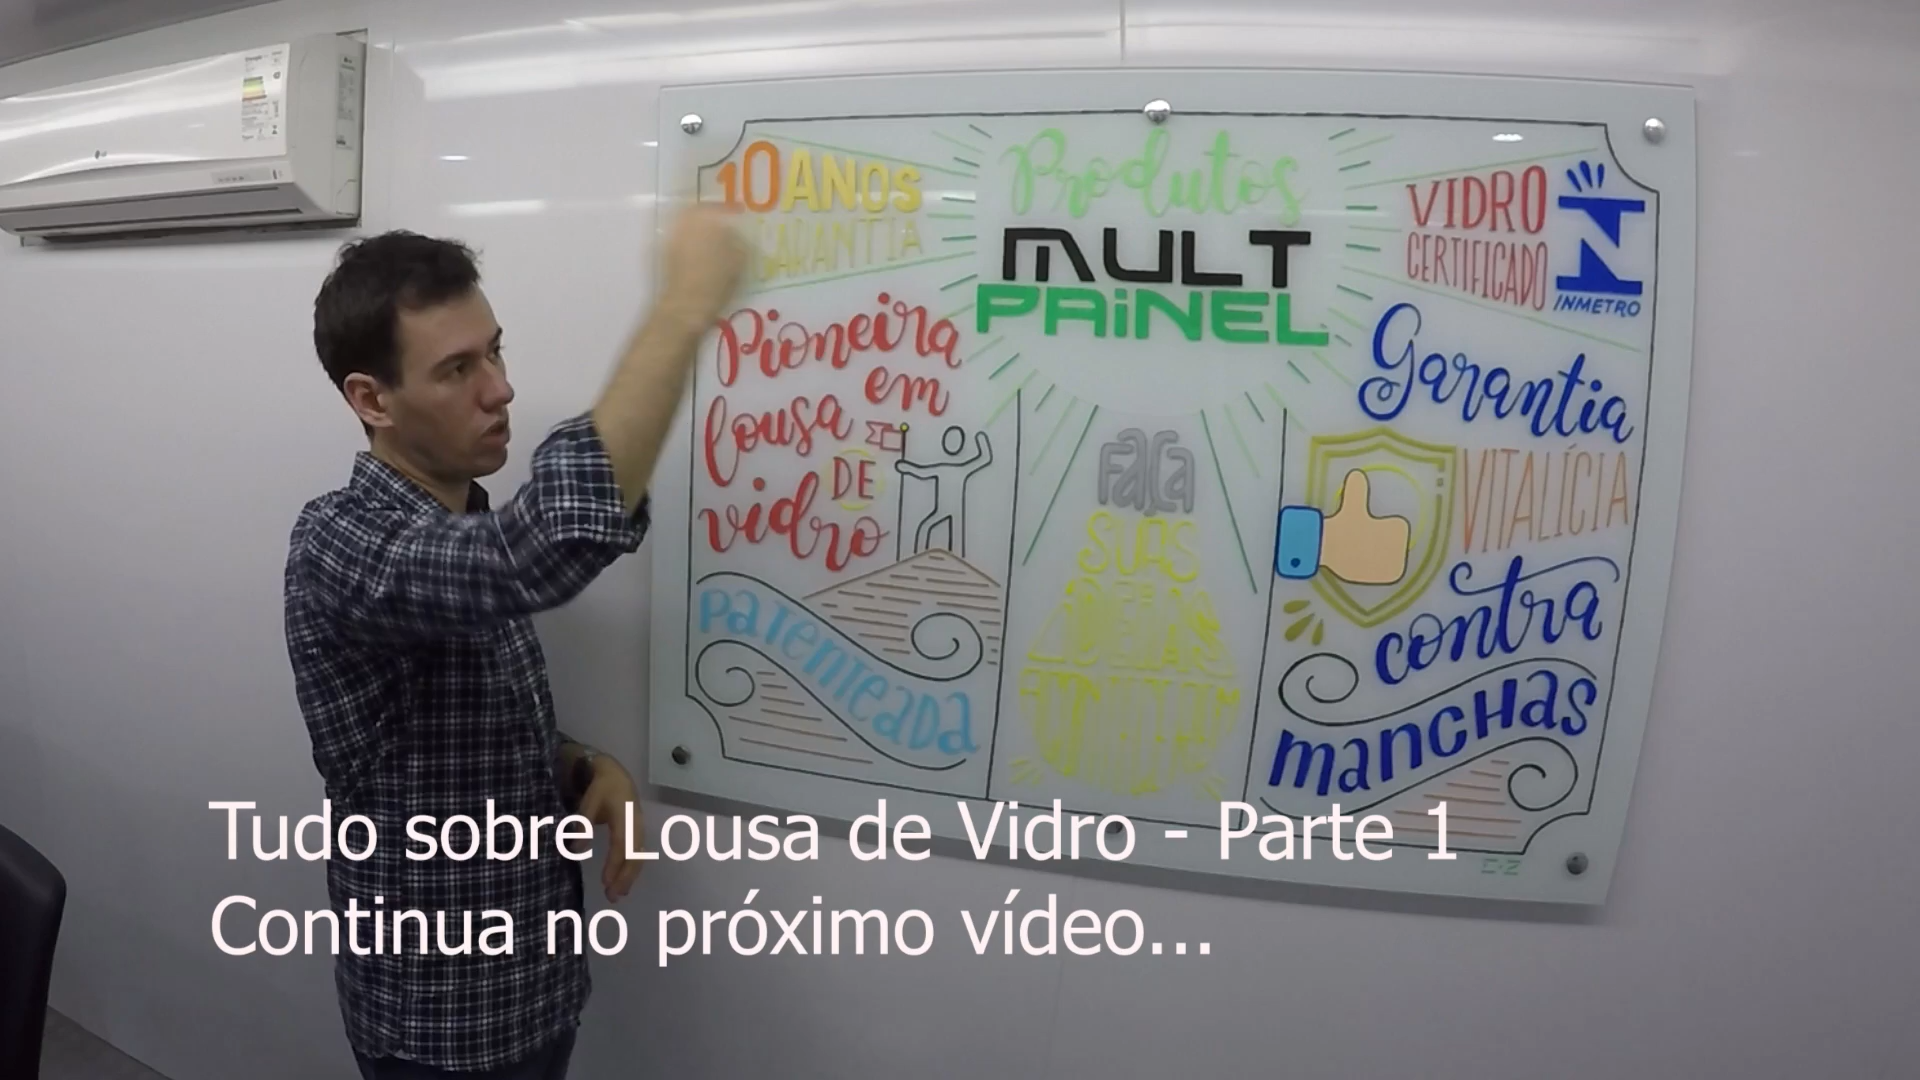 10 ANOS
GARANTIA
Produtos
MULT
PAiNEL
VIDRO
CERTIFICADO
INMETRO
Pioneira
em
lousa
DE
vidro
Patenteada
FAÇA
SUAS
Garantia
VITALÍCIA
contra
mancHas
Tudo sobre Lousa de Vidro - Parte 1
Continua no próximo vídeo...
LG